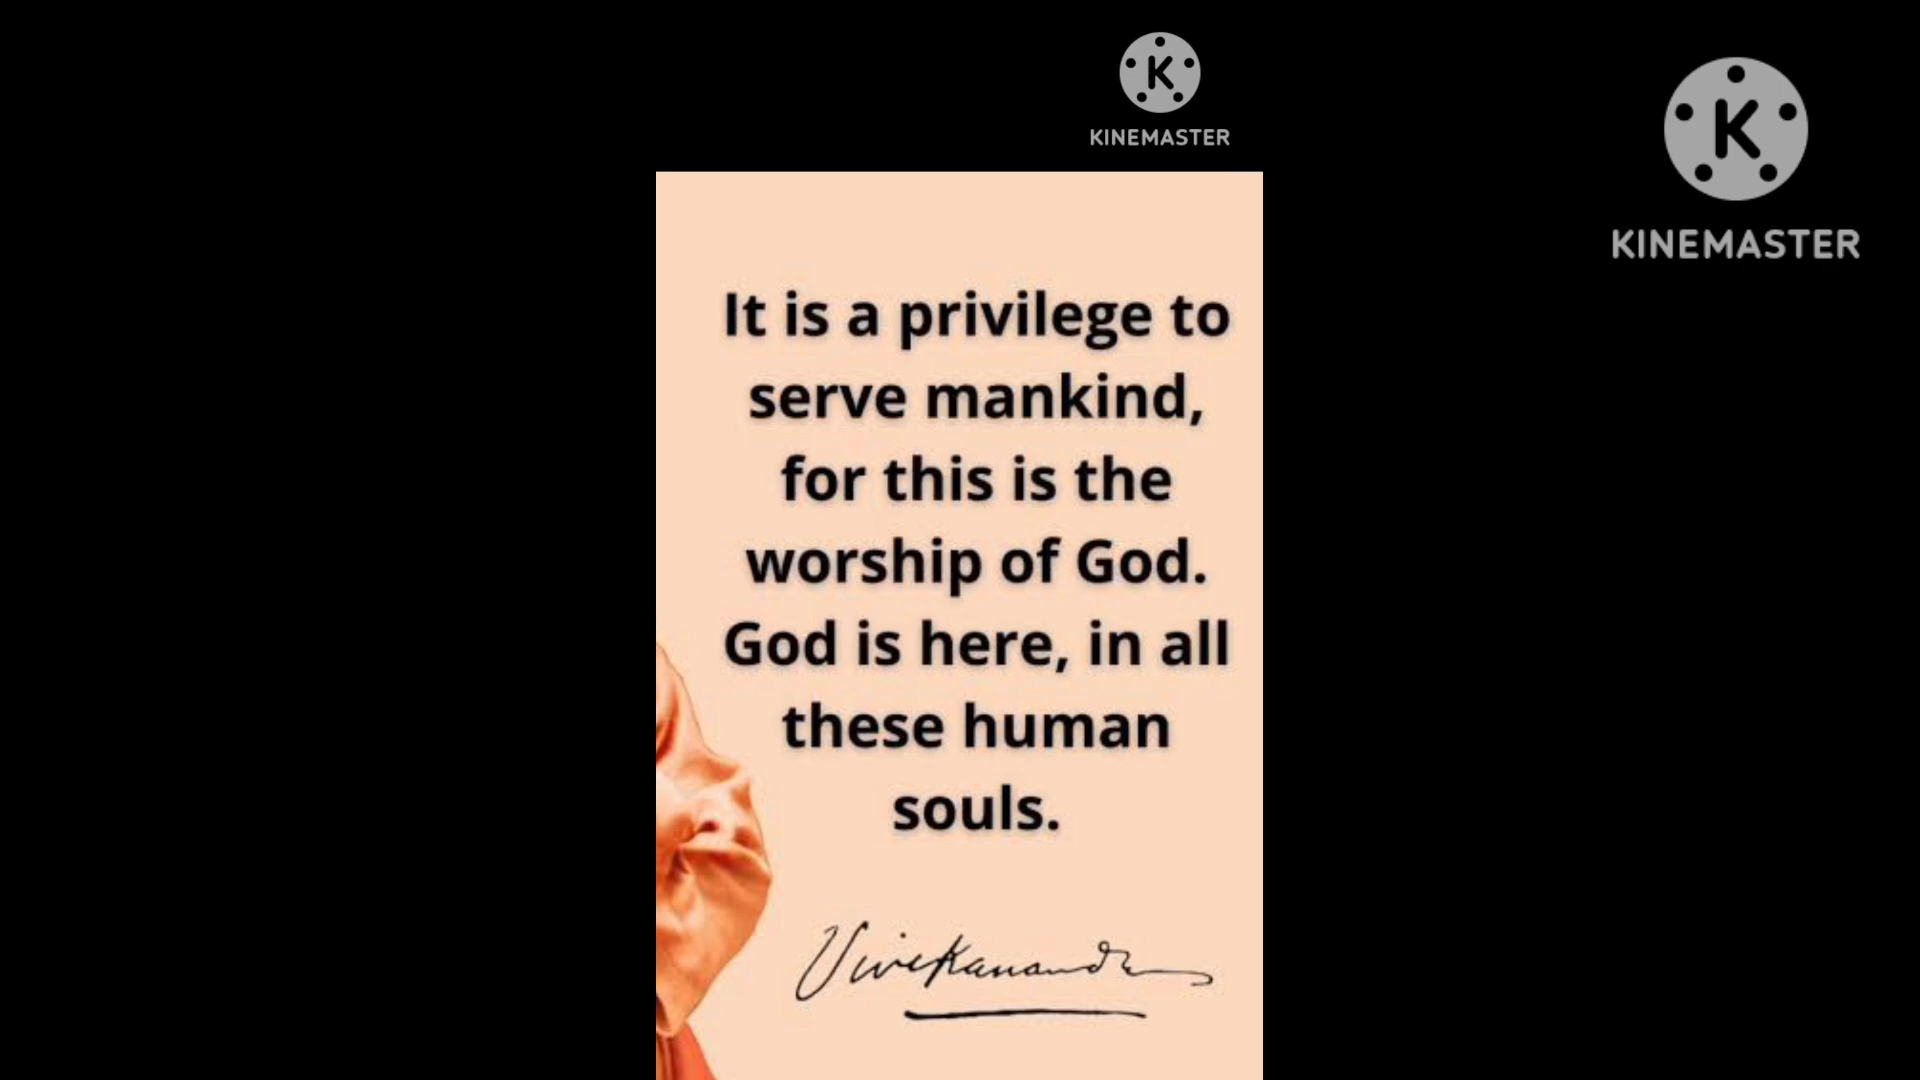 KINEMASTER
KINEMASTER
It is a privilege to
serve mankind,
for this is the
worship of God.
God is here, in all
these human
souls.
Vivekananda